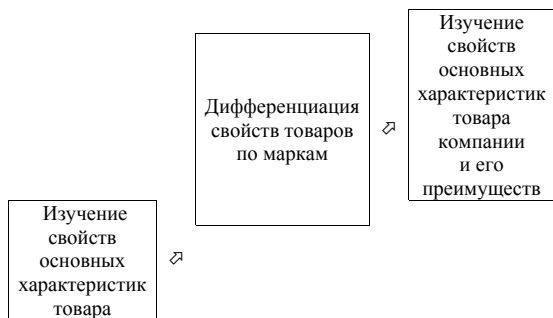 Изучение
свойств
основных
характеристик
товара
Дифференциация
свойств товаров
по маркам
Изучение
свойств
основных
характеристик
товара
компании
и его
преимуществ